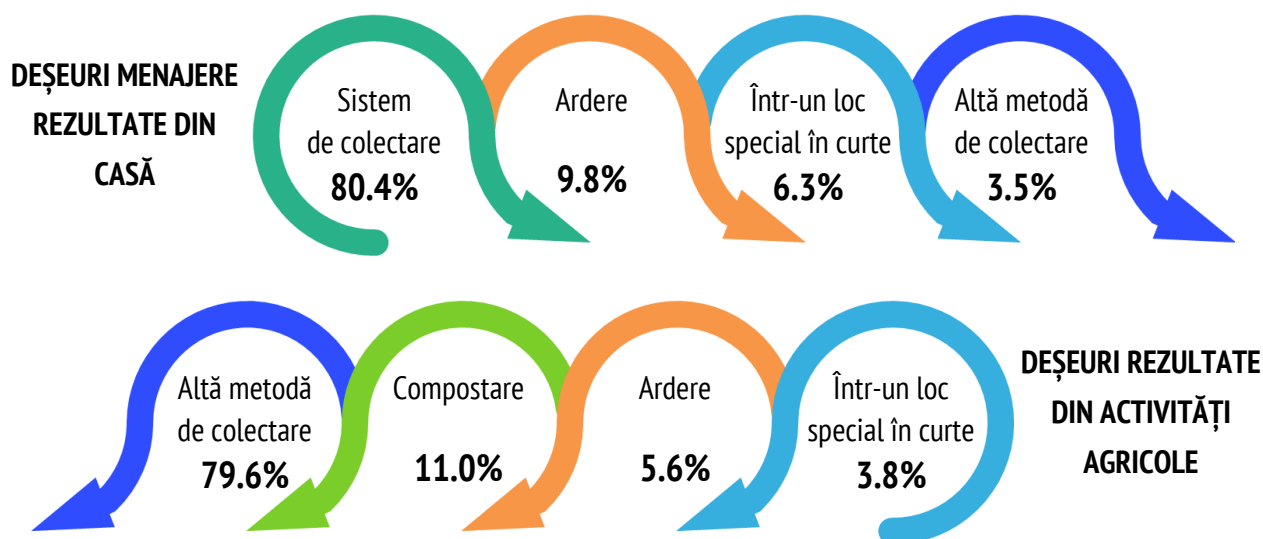 DEȘEURI MENAJERE
REZULTATE DIN
CASĂ
Sistem
de colectare
80.4%
Ardere
9.8%
Într-un loc
special în curte
6.3%
Altă metodă
de colectare
3.5%
Altă metodă
de colectare
79.6%
Compostare
11.0%
Ardere
5.6%
Într-un loc
special în curte
3.8%
DEȘEURI REZULTATE
DIN ACTIVITĂȚI
AGRICOLE